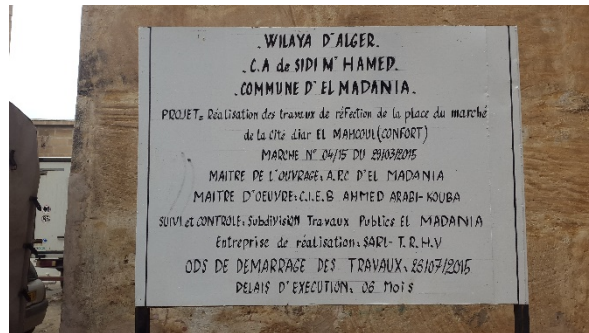 .WILAYA D'ALGER.
.C.A de SIDI M'HAMED.
.COMMUNE D'EL MADANIA.
PROJET= Réalisation des travaux de réfection de la place du marché
de la cité diar EL MAHCOUL(CONFORT)
MARCHE N° 04/15 DU 29/03/2015
MAITRE DE L'OUVRAGE: A.P.C D'EL MADANIA
MAITRE D'OEUVRE: C.I.E.S AHMED ARABI-KOUBA
SUIVI et CONTROLE: Subdivision Travaux Publics EL MADANIA
Entreprise de réalisation: SARL- T.R.H.V
ODS DE DEMARRAGE DES TRAVAUX: 26/07/2015
DELAIS D'EXECUTION: 06 Mois